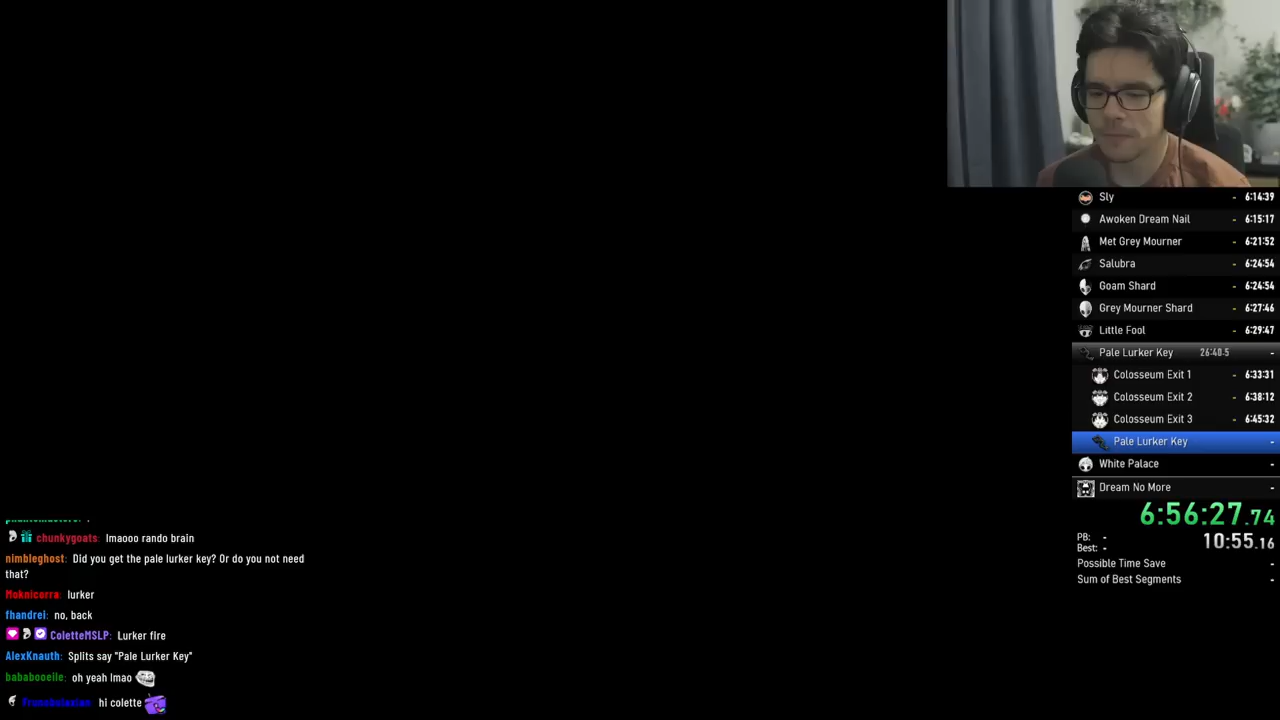 Sly - 6:14:39
Awoken Dream Nail - 6:15:17
Met Grey Mourner - 6:21:52
Salubra - 6:24:54
Goam Shard - 6:24:54
Grey Mourner Shard - 6:27:46
Little Fool - 6:29:47
Pale Lurker Key 26:40.5 -
Colosseum Exit 1 - 6:33:31
Colosseum Exit 2 - 6:38:12
Colosseum Exit 3 - 6:45:32
Pale Lurker Key -
White Palace -
Dream No More -
6:56:27.74
PB: -
Best: -
10:55.16
Possible Time Save -
Sum of Best Segments -
chunkygoats: lmaooo rando brain
nimbleghost: Did you get the pale lurker key? Or do you not need
that?
Moknicorra: lurker
fhandrei: no, back
ColetteMSLP: Lurker fire
AlexKnauth: Splits say "Pale Lurker Key"
bababooeile: oh yeah lmao
hi colette